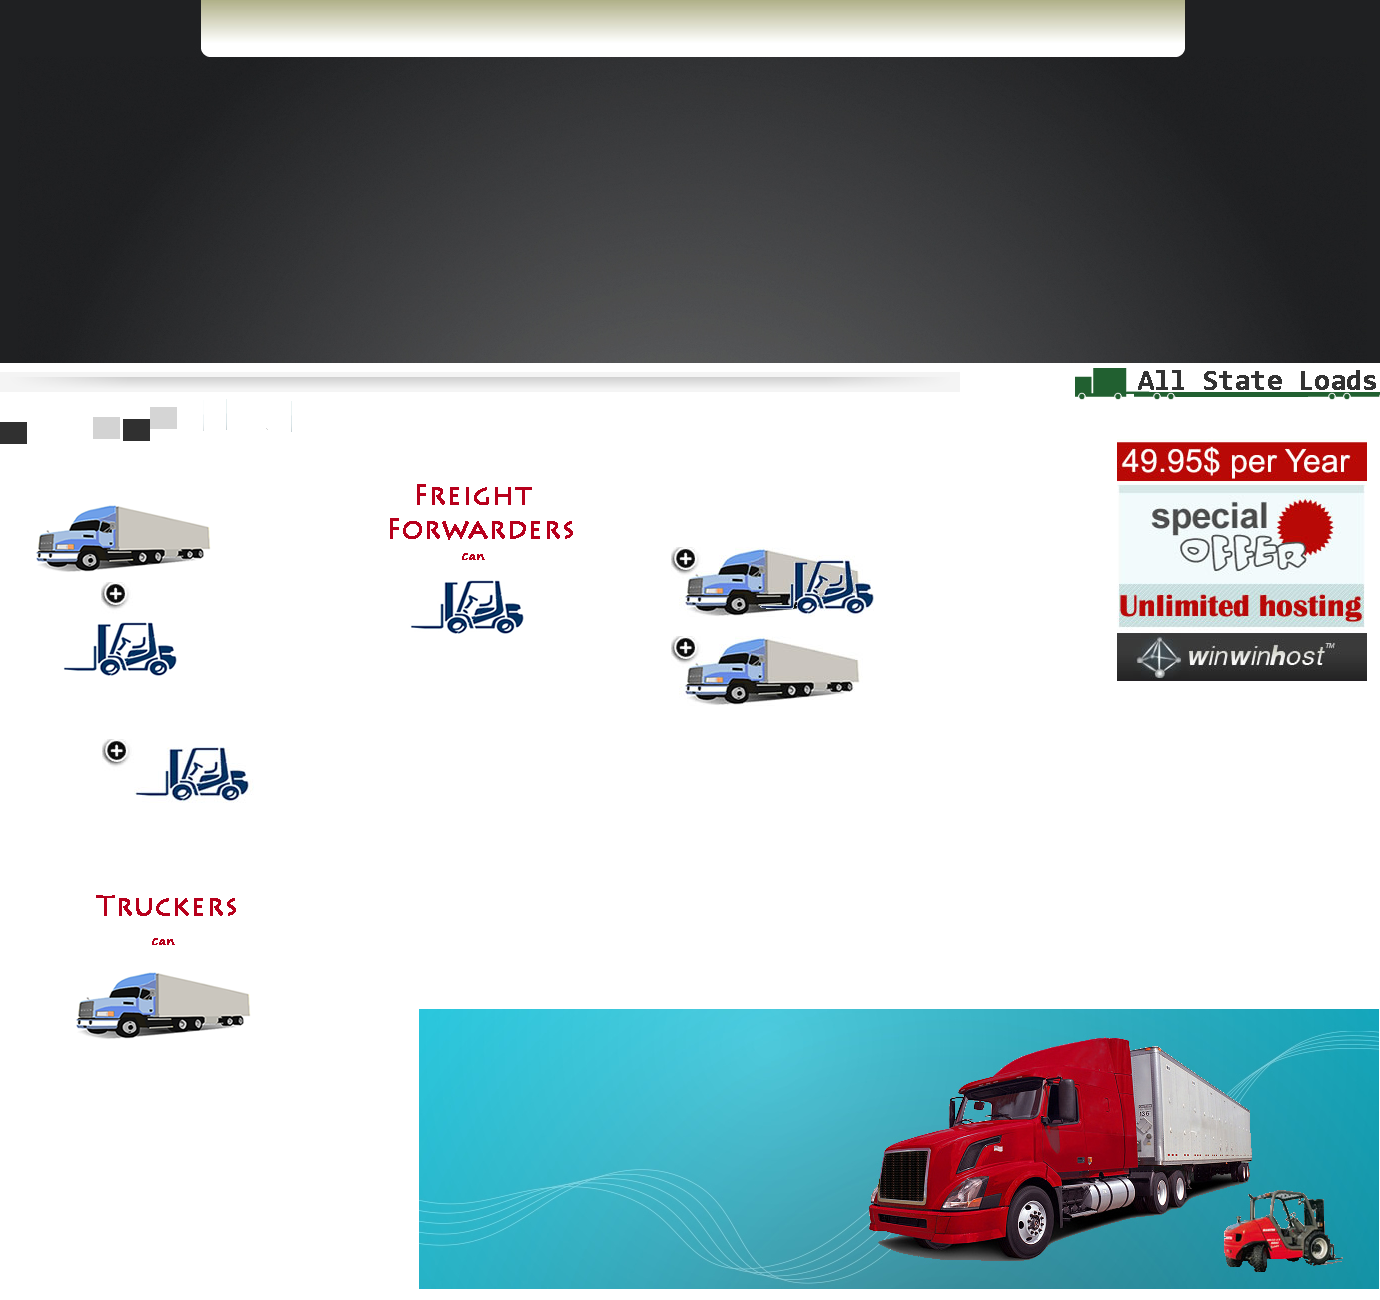 All State Loads
49.95$ per Year
special
OFFER
Unlimited hosting
winwinhost™
FREIGHT
FORWARDERS
can
TRUCKERS
can